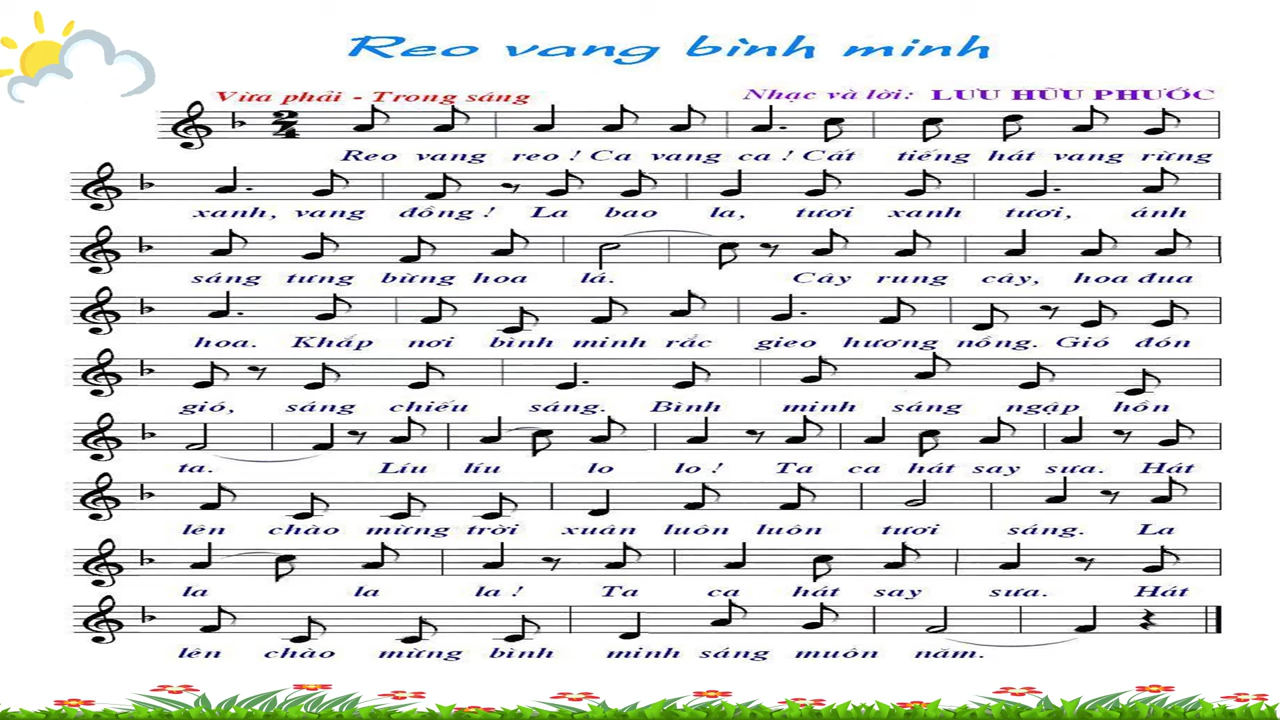 Reo vang bình minh
Vừa phải - Trong sáng
Nhạc và lời: LƯU HỮU PHƯỚC
2
4
Reo vang reo ! Ca vang ca ! Cất tiếng hát vang rừng
xanh, vang đồng ! La bao la, tươi xanh tươi, ánh
sáng tưng bừng hoa lá. Cây rung cây, hoa đua
hoa. Khắp nơi bình minh rắc gieo hương nồng. Gió đón
gió, sáng chiếu sáng. Bình minh sáng ngập hồn
ta. Líu líu lo lo ! Ta ca hát say sưa. Hát
lên chào mừng trời xuân luôn luôn tươi sáng. La
la la la ! Ta ca hát say sưa. Hát
lên chào mừng bình minh sáng muôn năm.